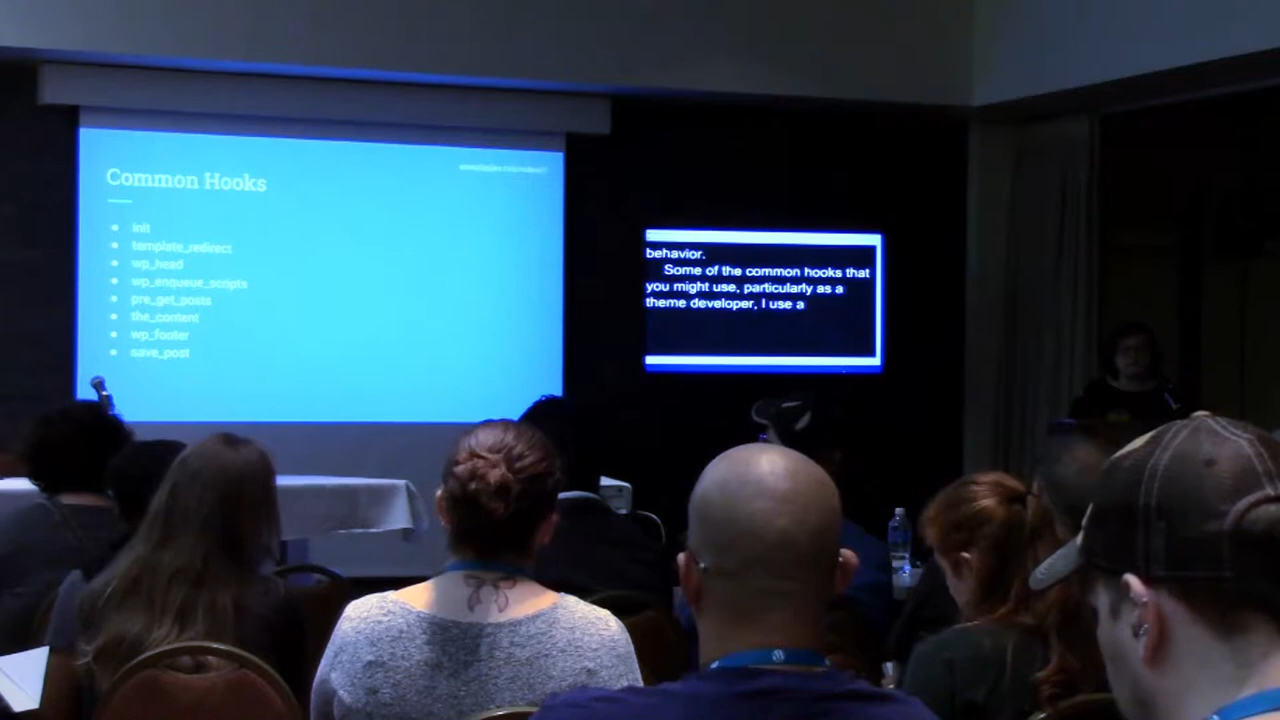 Common Hooks
init
template_redirect
wp_head
wp_enqueue_scripts
pre_get_posts
the_content
wp_footer
save_post
behavior.
Some of the common hooks that
you might use, particularly as a
theme developer, I use a